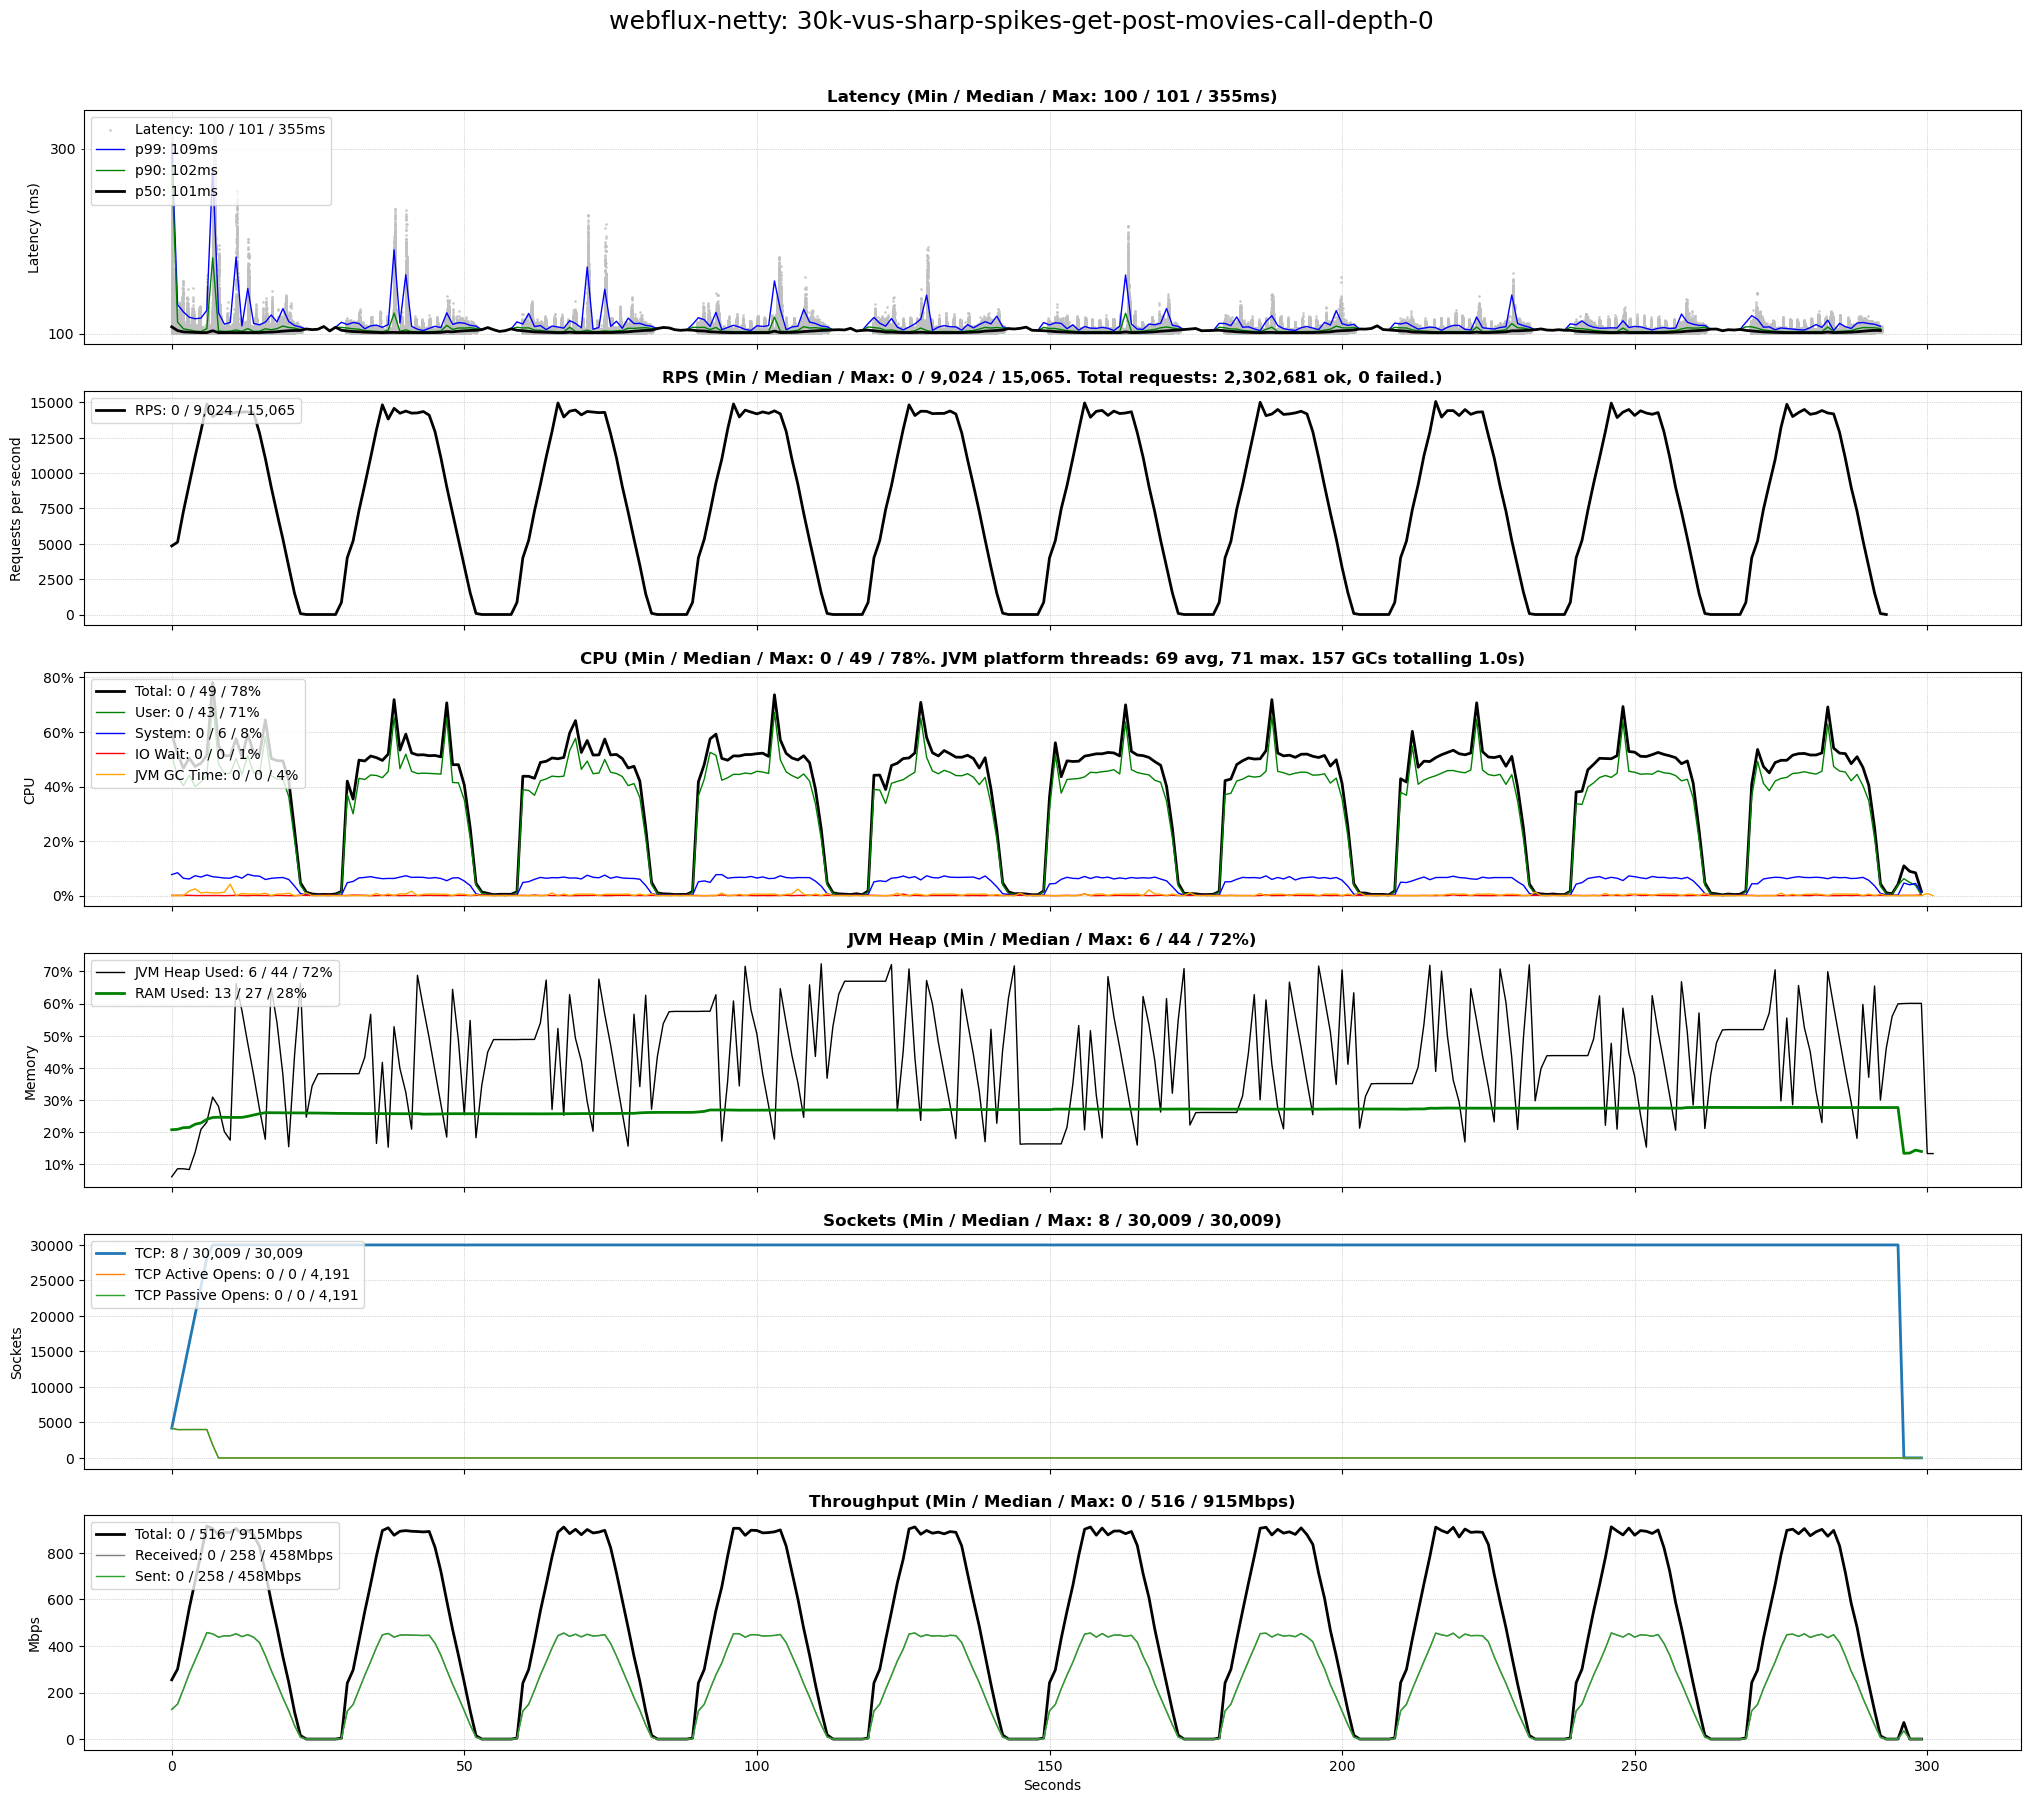 webflux-netty: 30k-vus-sharp-spikes-get-post-movies-call-depth-0
Latency (Min / Median / Max: 100 / 101 / 355ms)
Latency: 100 / 101 / 355ms
p99: 109ms
p90: 102ms
p50: 101ms
300
100
Latency (ms)
RPS (Min / Median / Max: 0 / 9,024 / 15,065. Total requests: 2,302,681 ok, 0 failed.)
RPS: 0 / 9,024 / 15,065
15000
12500
10000
7500
5000
2500
0
Requests per second
CPU (Min / Median / Max: 0 / 49 / 78%. JVM platform threads: 69 avg, 71 max. 157 GCs totalling 1.0s)
Total: 0 / 49 / 78%
User: 0 / 43 / 71%
System: 0 / 6 / 8%
IO Wait: 0 / 0 / 1%
JVM GC Time: 0 / 0 / 4%
80%
60%
40%
20%
0%
CPU
JVM Heap (Min / Median / Max: 6 / 44 / 72%)
JVM Heap Used: 6 / 44 / 72%
RAM Used: 13 / 27 / 28%
70%
60%
50%
40%
30%
20%
10%
Memory
Sockets (Min / Median / Max: 8 / 30,009 / 30,009)
TCP: 8 / 30,009 / 30,009
TCP Active Opens: 0 / 0 / 4,191
TCP Passive Opens: 0 / 0 / 4,191
30000
25000
20000
15000
10000
5000
0
Sockets
Throughput (Min / Median / Max: 0 / 516 / 915Mbps)
Total: 0 / 516 / 915Mbps
Received: 0 / 258 / 458Mbps
Sent: 0 / 258 / 458Mbps
800
600
400
200
0
Mbps
0 50 100 150 200 250 300
Seconds